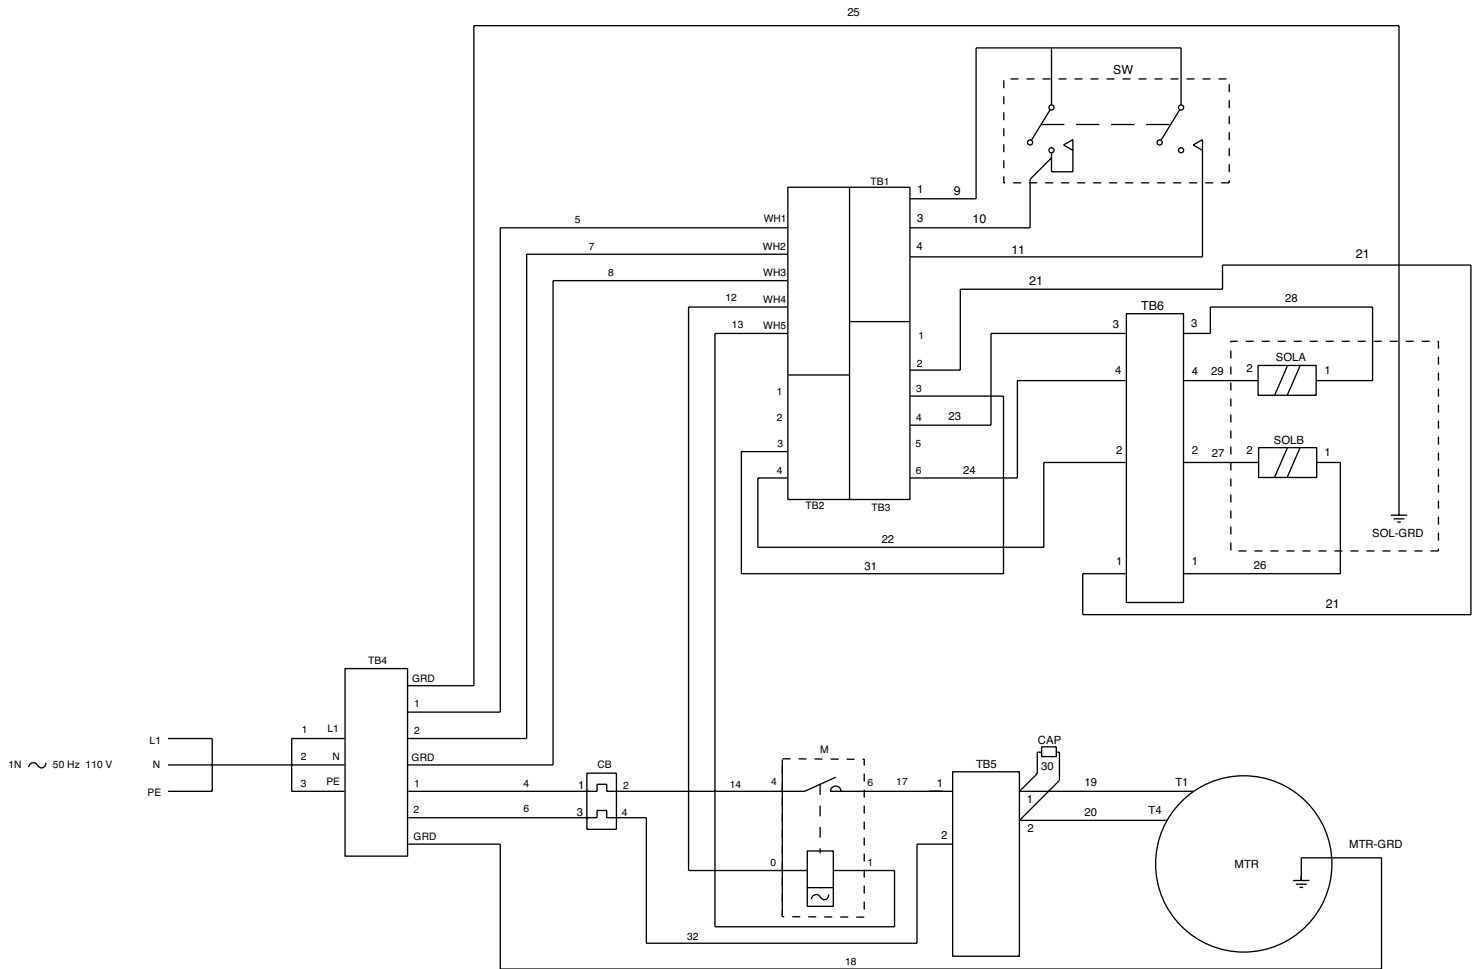 25
SW
TB1
1
9
5
WH1
3
10
7
WH2
4
11
21
8
WH3
21
12
WH4
TB6
28
13
WH5
3
3
1
SOLA
2
4
4
29
2
1
1
3
2
4
23
SOLB
3
5
2
2
27
2
1
4
6
24
TB2
TB3
SOL-GRD
22
31
1
1
26
21
TB4
GRD
1
L1
1
L1
2
1N
50 Hz 110 V
N
2
N
GRD
PE
3
PE
1
4
CB
1
2
14
M
4
6
17
TB5
1
CAP
30
1
19
T1
2
6
3
4
20
T4
2
GRD
2
MTR-GRD
0
1
MTR
32
18